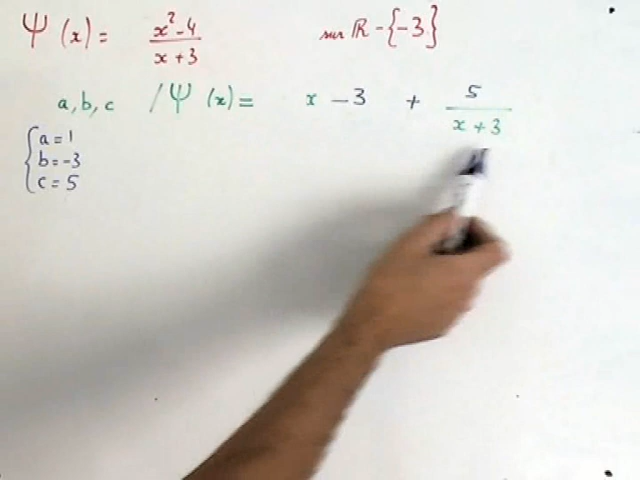 Ψ (x) = (x² - 4)/(x + 3) sur ℝ - {-3}
a, b, c / Ψ (x) = x - 3 + 5/(x + 3)
a = 1
b = -3
c = 5